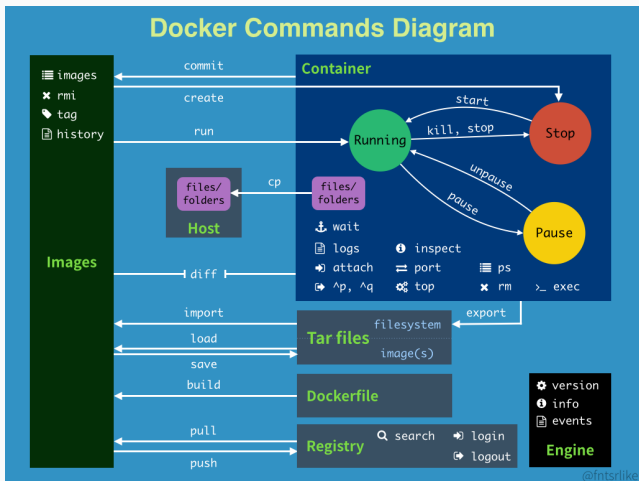 Docker Commands Diagram
images
rmi
tag
history
Images
commit
create
run
Container
start
kill, stop
Running
Stop
unpause
pause
Pause
cp
files/
folders
files/
folders
Host
wait
logs
inspect
attach
port
ps
^p, ^q
top
rm
>_ exec
diff
import
export
filesystem
load
Tar files
image(s)
save
build
Dockerfile
pull
search
login
Registry
logout
push
version
info
events
Engine
@fntsrlike